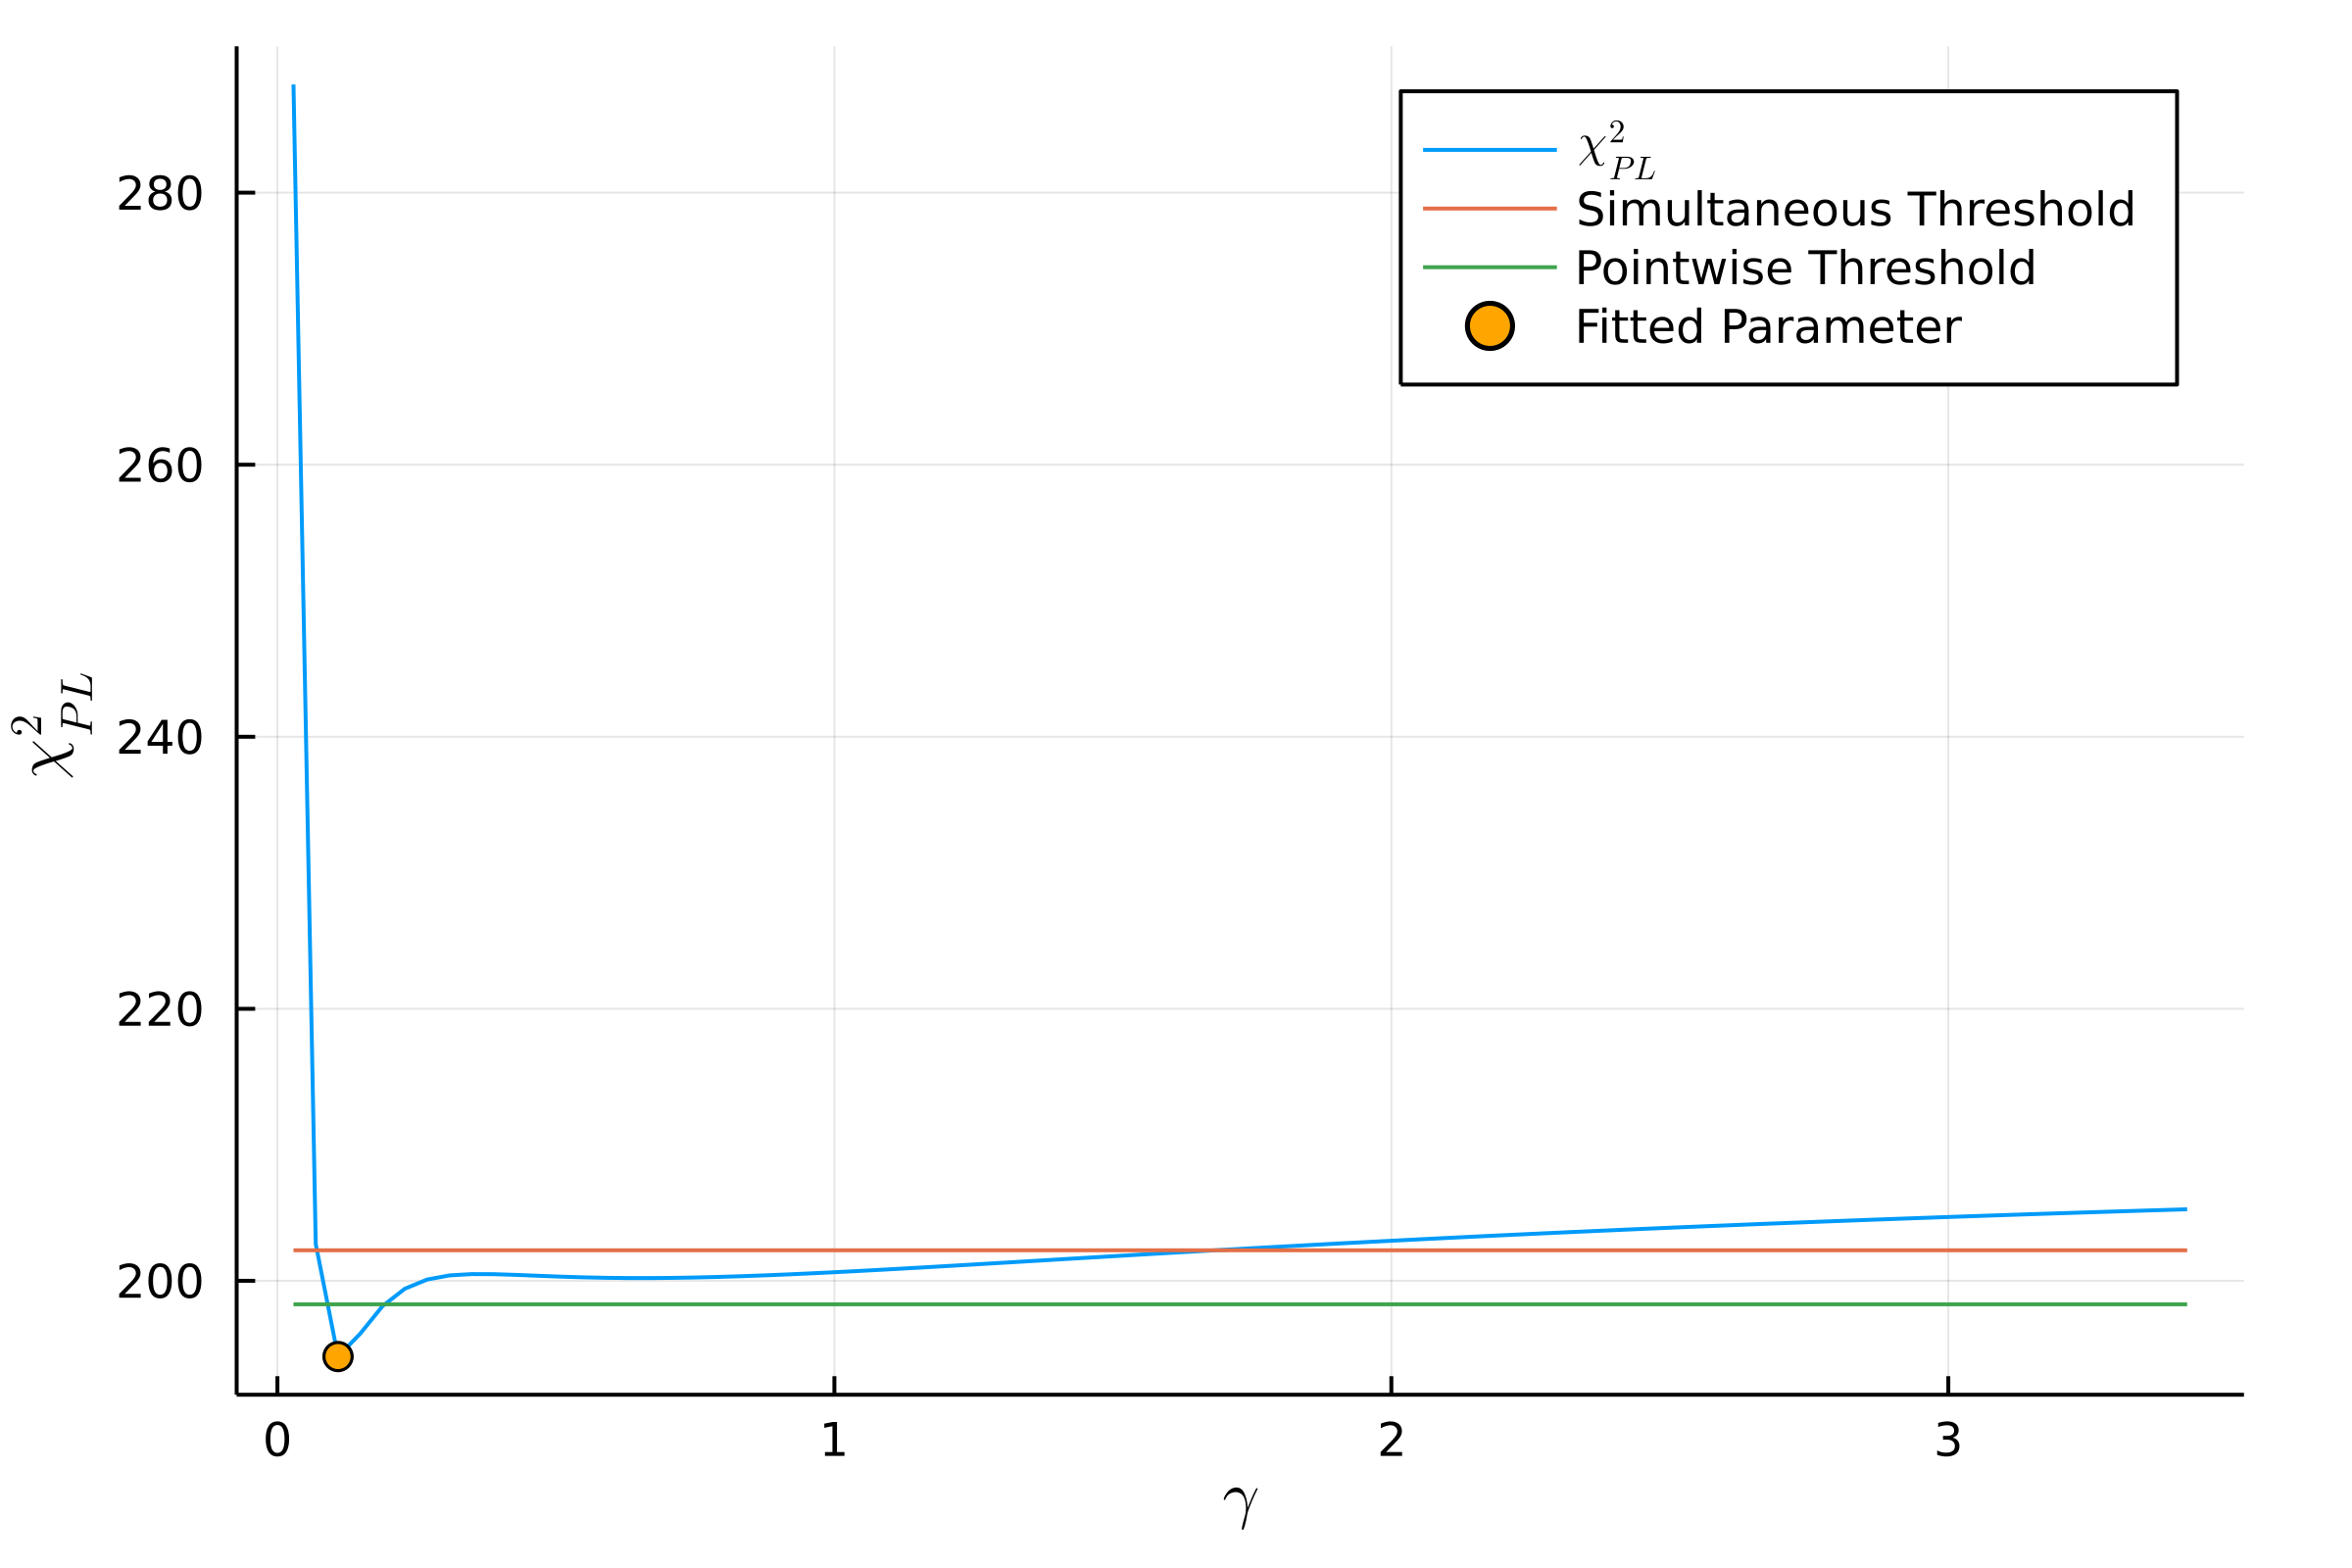 χ²_PL
Simultaneous Threshold
Pointwise Threshold
Fitted Parameter
280
260
240
220
200
χ²_PL
0 1 2 3
γ